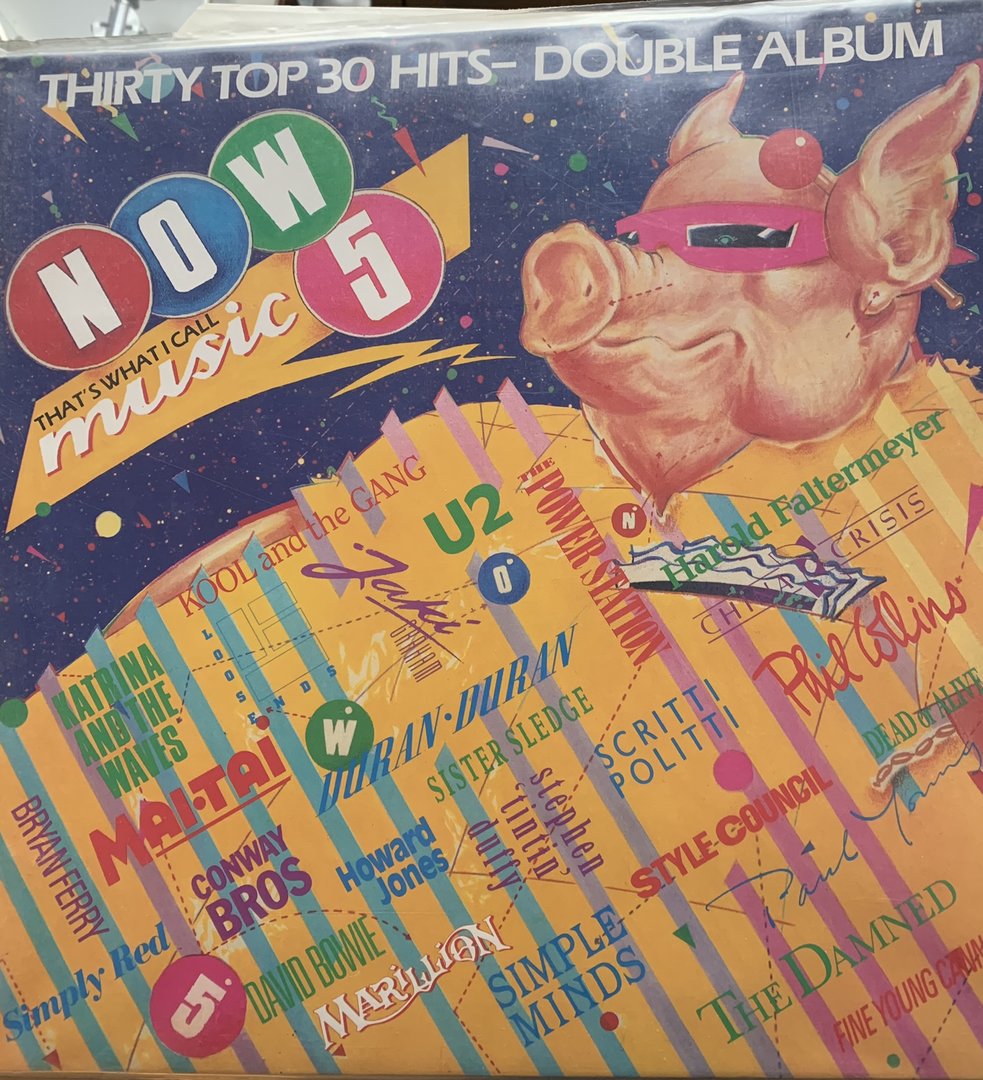 THIRTY TOP 30 HITS- DOUBLE ALBUM
NOW 5
THAT'S WHAT I CALL
music
KOOL and the GANG
U2
THE POWER STATION
N
Harold Faltermeyer
CHINA CRISIS
Jaki
GRAHAM
O
LOOSE ENDS
KATRINA
AND THE
WAVES
Phil Collins
DURAN·DURAN
W
SISTER SLEDGE
SCRITTI
POLITTI
DEAD or ALIVE
MAI·TAI
BRYAN FERRY
CONWAY
BROS
Howard
Jones
stephen
'tintin'
duffy
STYLE-COUNCIL
Paul Young
Simply Red
5
DAVID BOWIE
MARILLION
SIMPLE
MINDS
THE DAMNED
FINE YOUNG